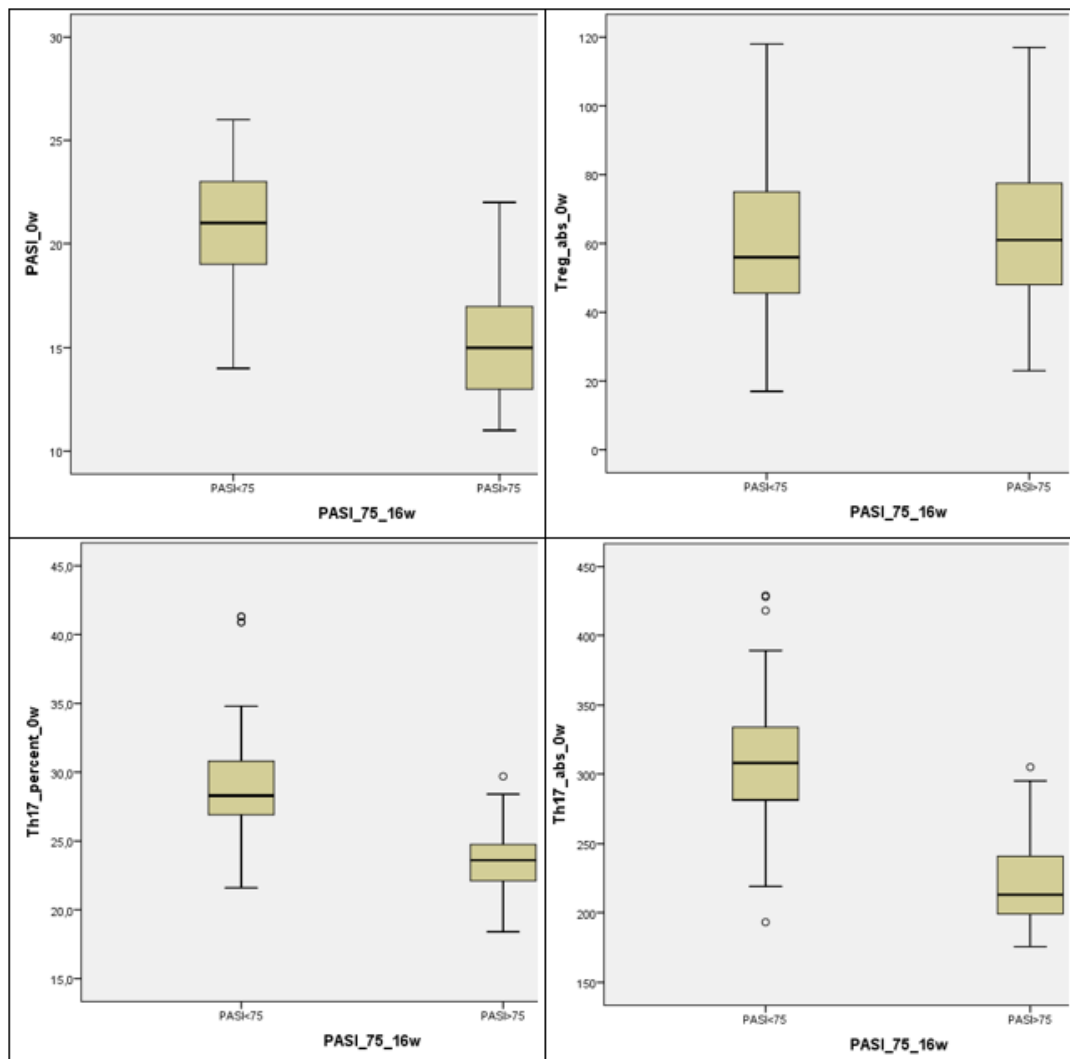 30
25
20
15
10
PASI_0w
PASI<75
PASI>75
PASI_75_16w
120
100
80
60
40
20
0
Treg_abs_0w
PASI<75
PASI>75
PASI_75_16w
45,0
40,0
35,0
30,0
25,0
20,0
15,0
Th17_percent_0w
PASI<75
PASI>75
PASI_75_16w
450
400
350
300
250
200
150
Th17_abs_0w
PASI<75
PASI>75
PASI_75_16w